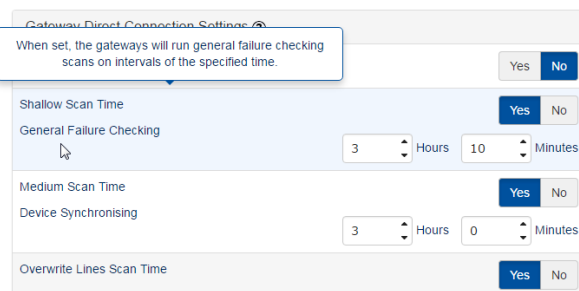 Gateway Direct Connection Settings
When set, the gateways will run general failure checking
scans on intervals of the specified time.
Yes No
Shallow Scan Time
Yes No
General Failure Checking
3 Hours 10 Minutes
Medium Scan Time
Yes No
Device Synchronising
3 Hours 0 Minutes
Overwrite Lines Scan Time
Yes No